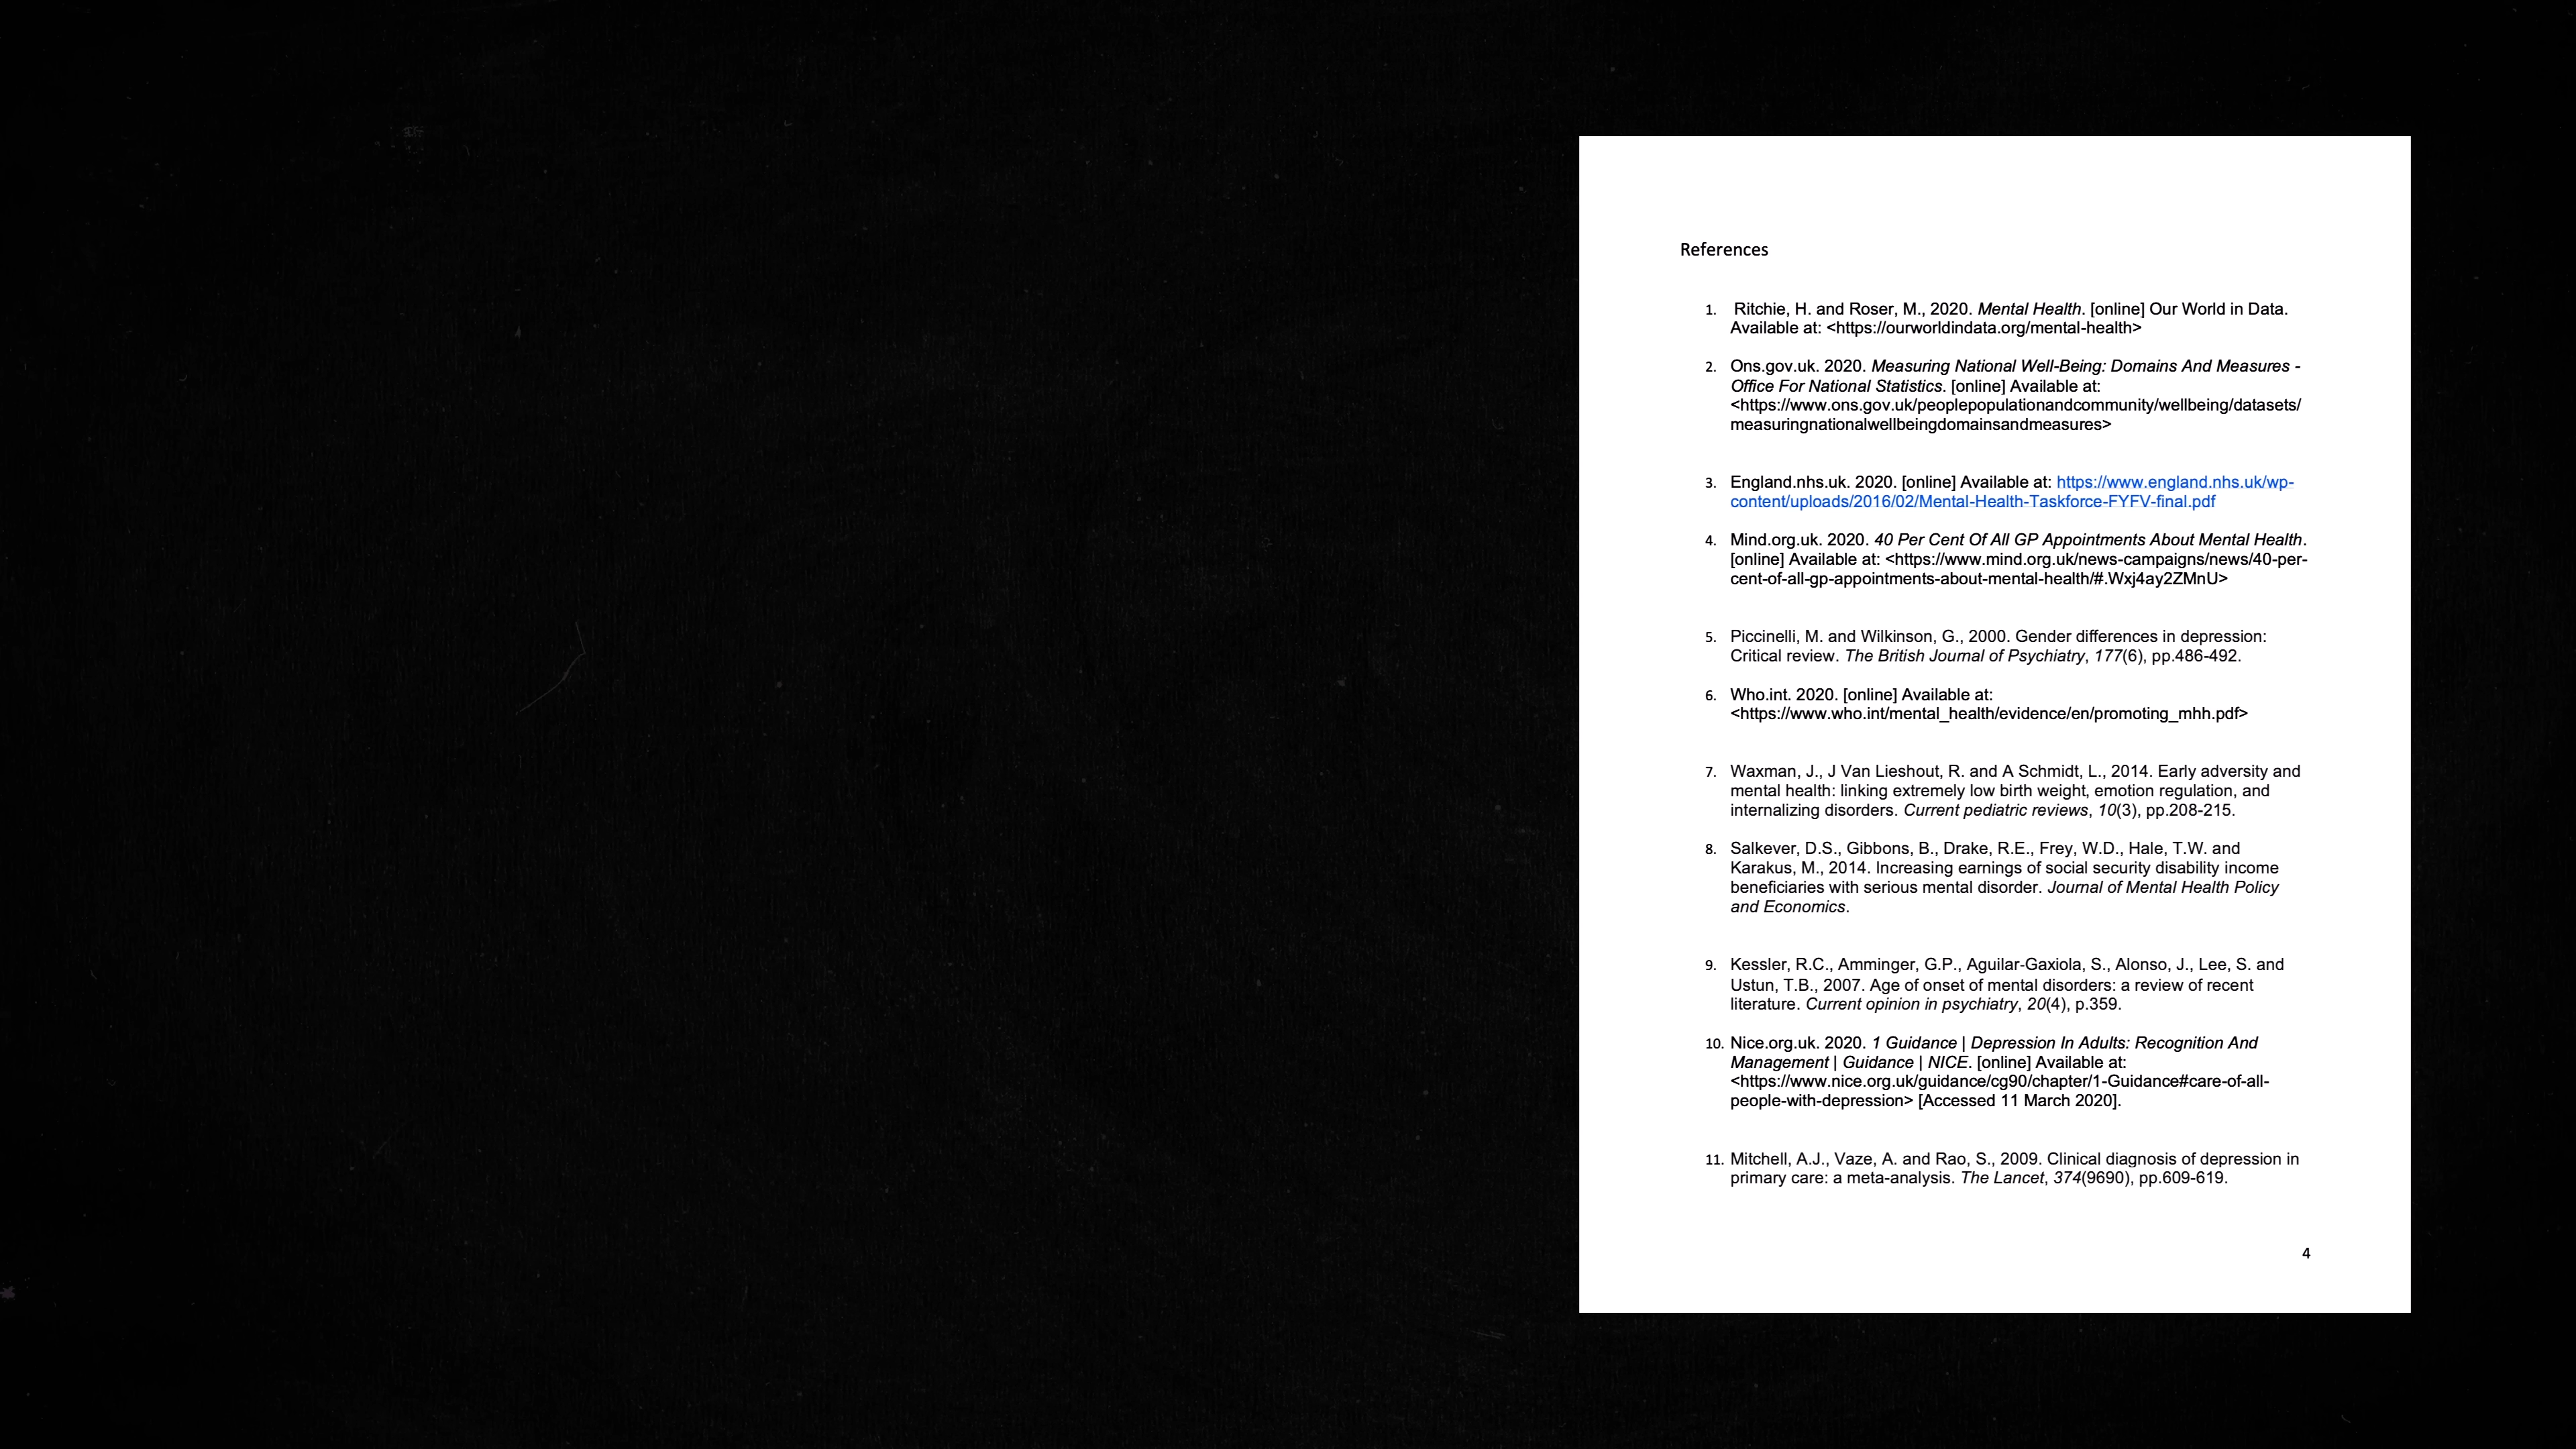 References
1. Ritchie, H. and Roser, M., 2020. Mental Health. [online] Our World in Data.
Available at: <https://ourworldindata.org/mental-health>
2. Ons.gov.uk. 2020. Measuring National Well-Being: Domains And Measures -
Office For National Statistics. [online] Available at:
<https://www.ons.gov.uk/peoplepopulationandcommunity/wellbeing/datasets/
measuringnationalwellbeingdomainsandmeasures>
3. England.nhs.uk. 2020. [online] Available at: https://www.england.nhs.uk/wp-
content/uploads/2016/02/Mental-Health-Taskforce-FYFV-final.pdf
4. Mind.org.uk. 2020. 40 Per Cent Of All GP Appointments About Mental Health.
[online] Available at: <https://www.mind.org.uk/news-campaigns/news/40-per-
cent-of-all-gp-appointments-about-mental-health/#.Wxj4ay2ZMnU>
5. Piccinelli, M. and Wilkinson, G., 2000. Gender differences in depression:
Critical review. The British Journal of Psychiatry, 177(6), pp.486-492.
6. Who.int. 2020. [online] Available at:
<https://www.who.int/mental_health/evidence/en/promoting_mhh.pdf>
7. Waxman, J., J Van Lieshout, R. and A Schmidt, L., 2014. Early adversity and
mental health: linking extremely low birth weight, emotion regulation, and
internalizing disorders. Current pediatric reviews, 10(3), pp.208-215.
8. Salkever, D.S., Gibbons, B., Drake, R.E., Frey, W.D., Hale, T.W. and
Karakus, M., 2014. Increasing earnings of social security disability income
beneficiaries with serious mental disorder. Journal of Mental Health Policy
and Economics.
9. Kessler, R.C., Amminger, G.P., Aguilar-Gaxiola, S., Alonso, J., Lee, S. and
Ustun, T.B., 2007. Age of onset of mental disorders: a review of recent
literature. Current opinion in psychiatry, 20(4), p.359.
10. Nice.org.uk. 2020. 1 Guidance | Depression In Adults: Recognition And
Management | Guidance | NICE. [online] Available at:
<https://www.nice.org.uk/guidance/cg90/chapter/1-Guidance#care-of-all-
people-with-depression> [Accessed 11 March 2020].
11. Mitchell, A.J., Vaze, A. and Rao, S., 2009. Clinical diagnosis of depression in
primary care: a meta-analysis. The Lancet, 374(9690), pp.609-619.
4